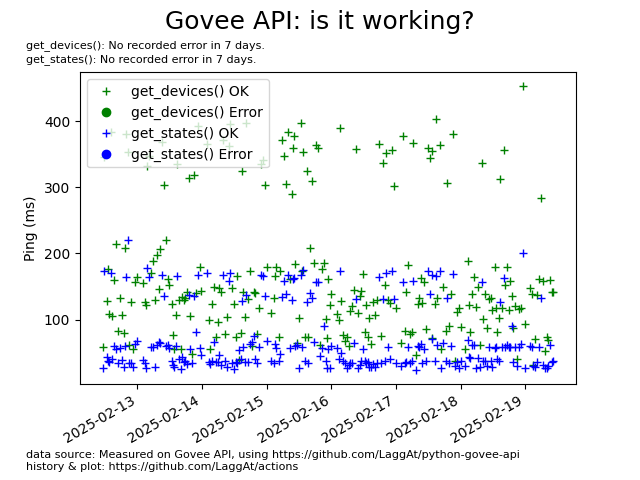 Govee API: is it working?
get_devices(): No recorded error in 7 days.
get_states(): No recorded error in 7 days.
get_devices() OK
get_devices() Error
get_states() OK
get_states() Error
Ping (ms)
400
300
200
100
2025-02-13
2025-02-14
2025-02-15
2025-02-16
2025-02-17
2025-02-18
2025-02-19
data source: Measured on Govee API, using https://github.com/LaggAt/python-govee-api
history & plot: https://github.com/LaggAt/actions